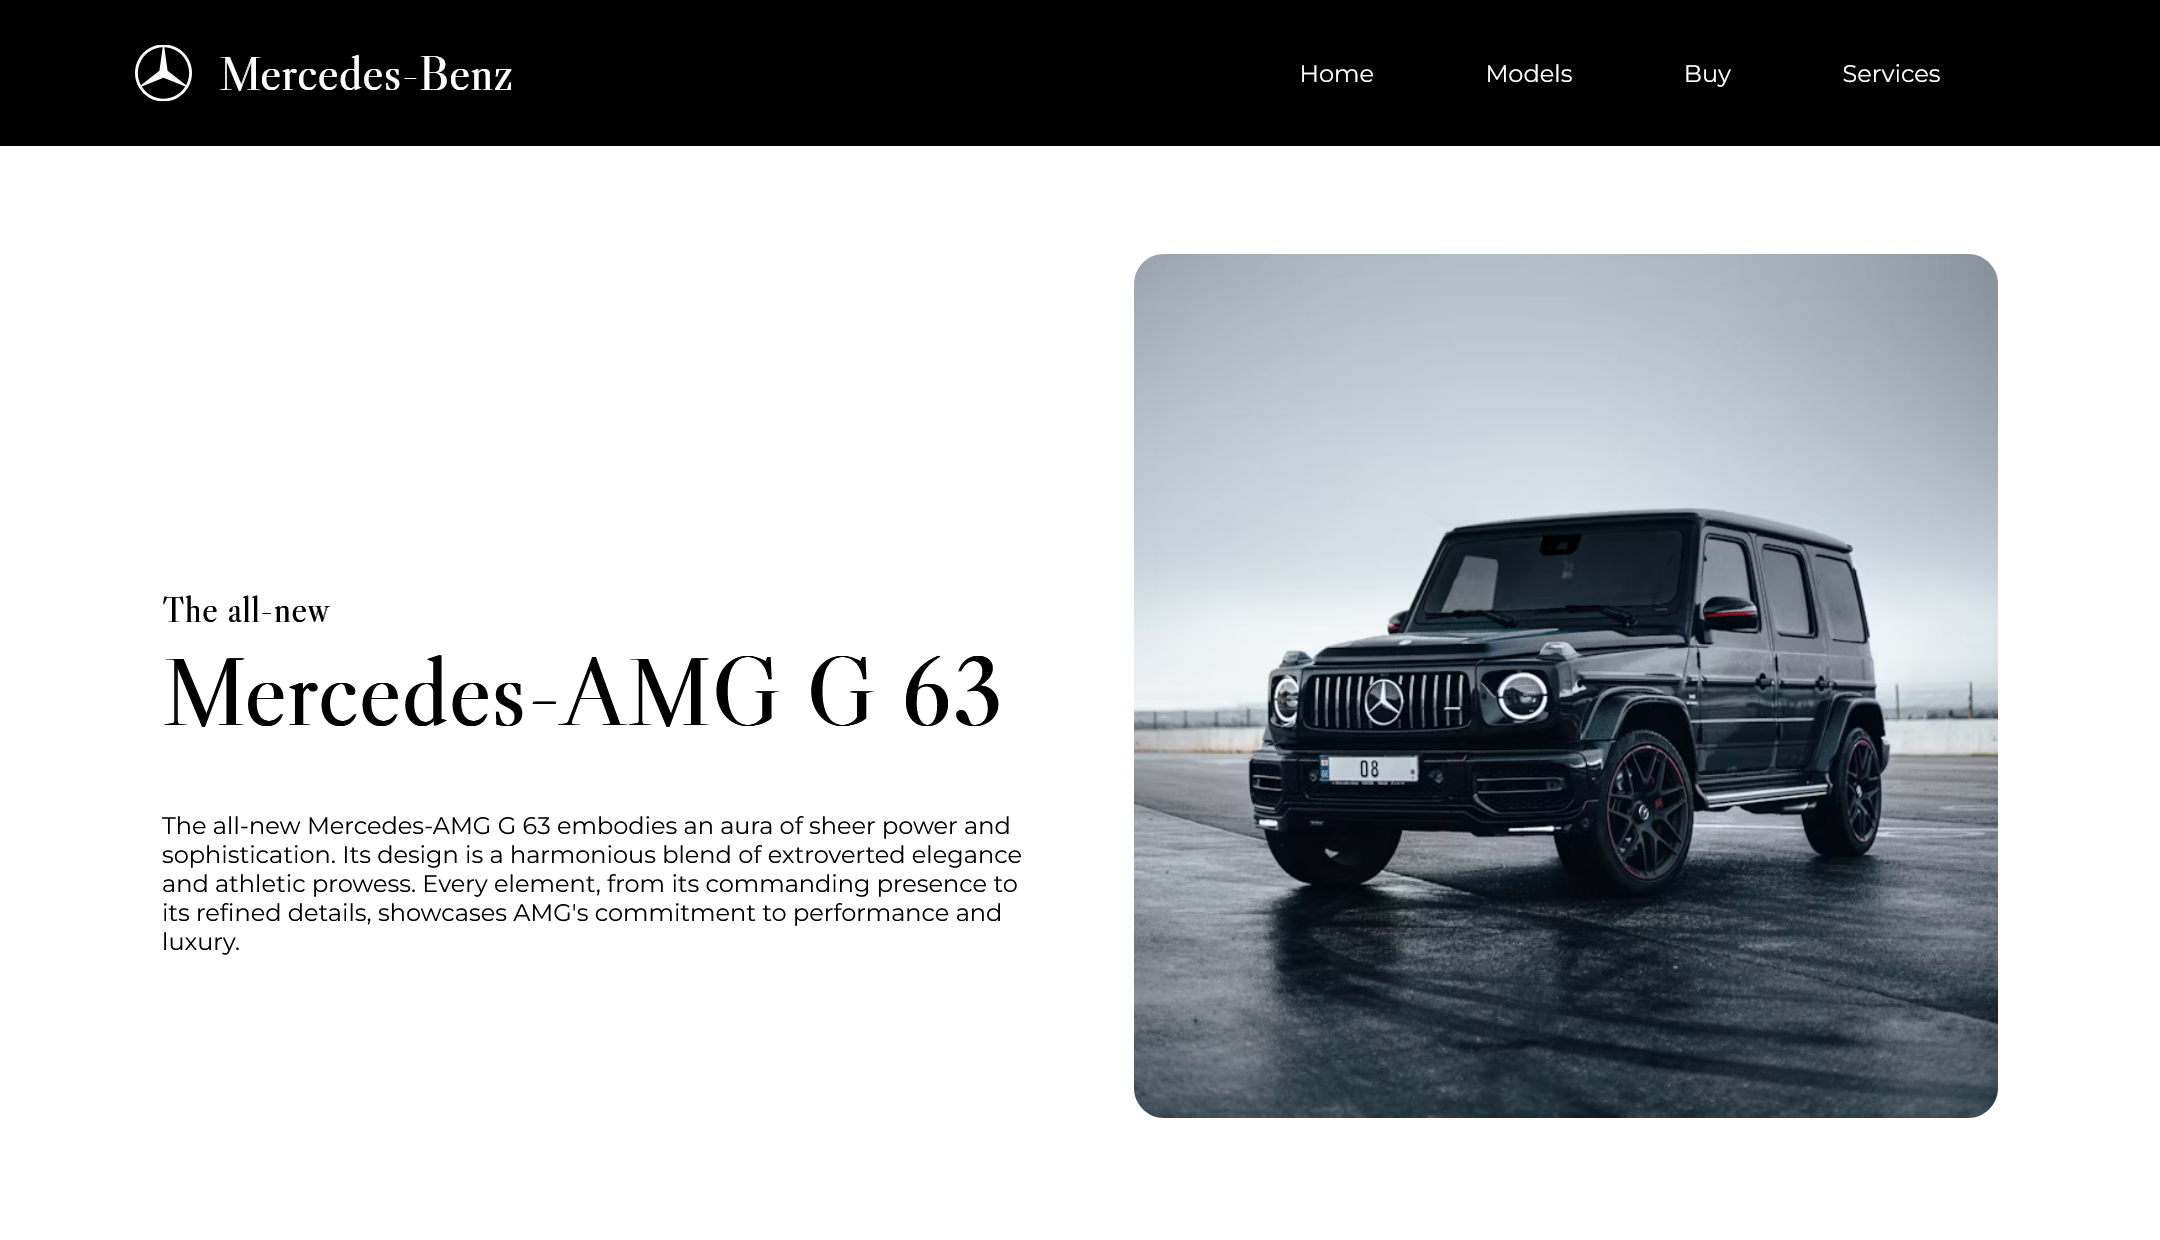 Mercedes-Benz
Home
Models
Buy
Services
The all-new
Mercedes-AMG G 63
The all-new Mercedes-AMG G 63 embodies an aura of sheer power and
sophistication. Its design is a harmonious blend of extroverted elegance
and athletic prowess. Every element, from its commanding presence to
its refined details, showcases AMG's commitment to performance and
luxury.
08